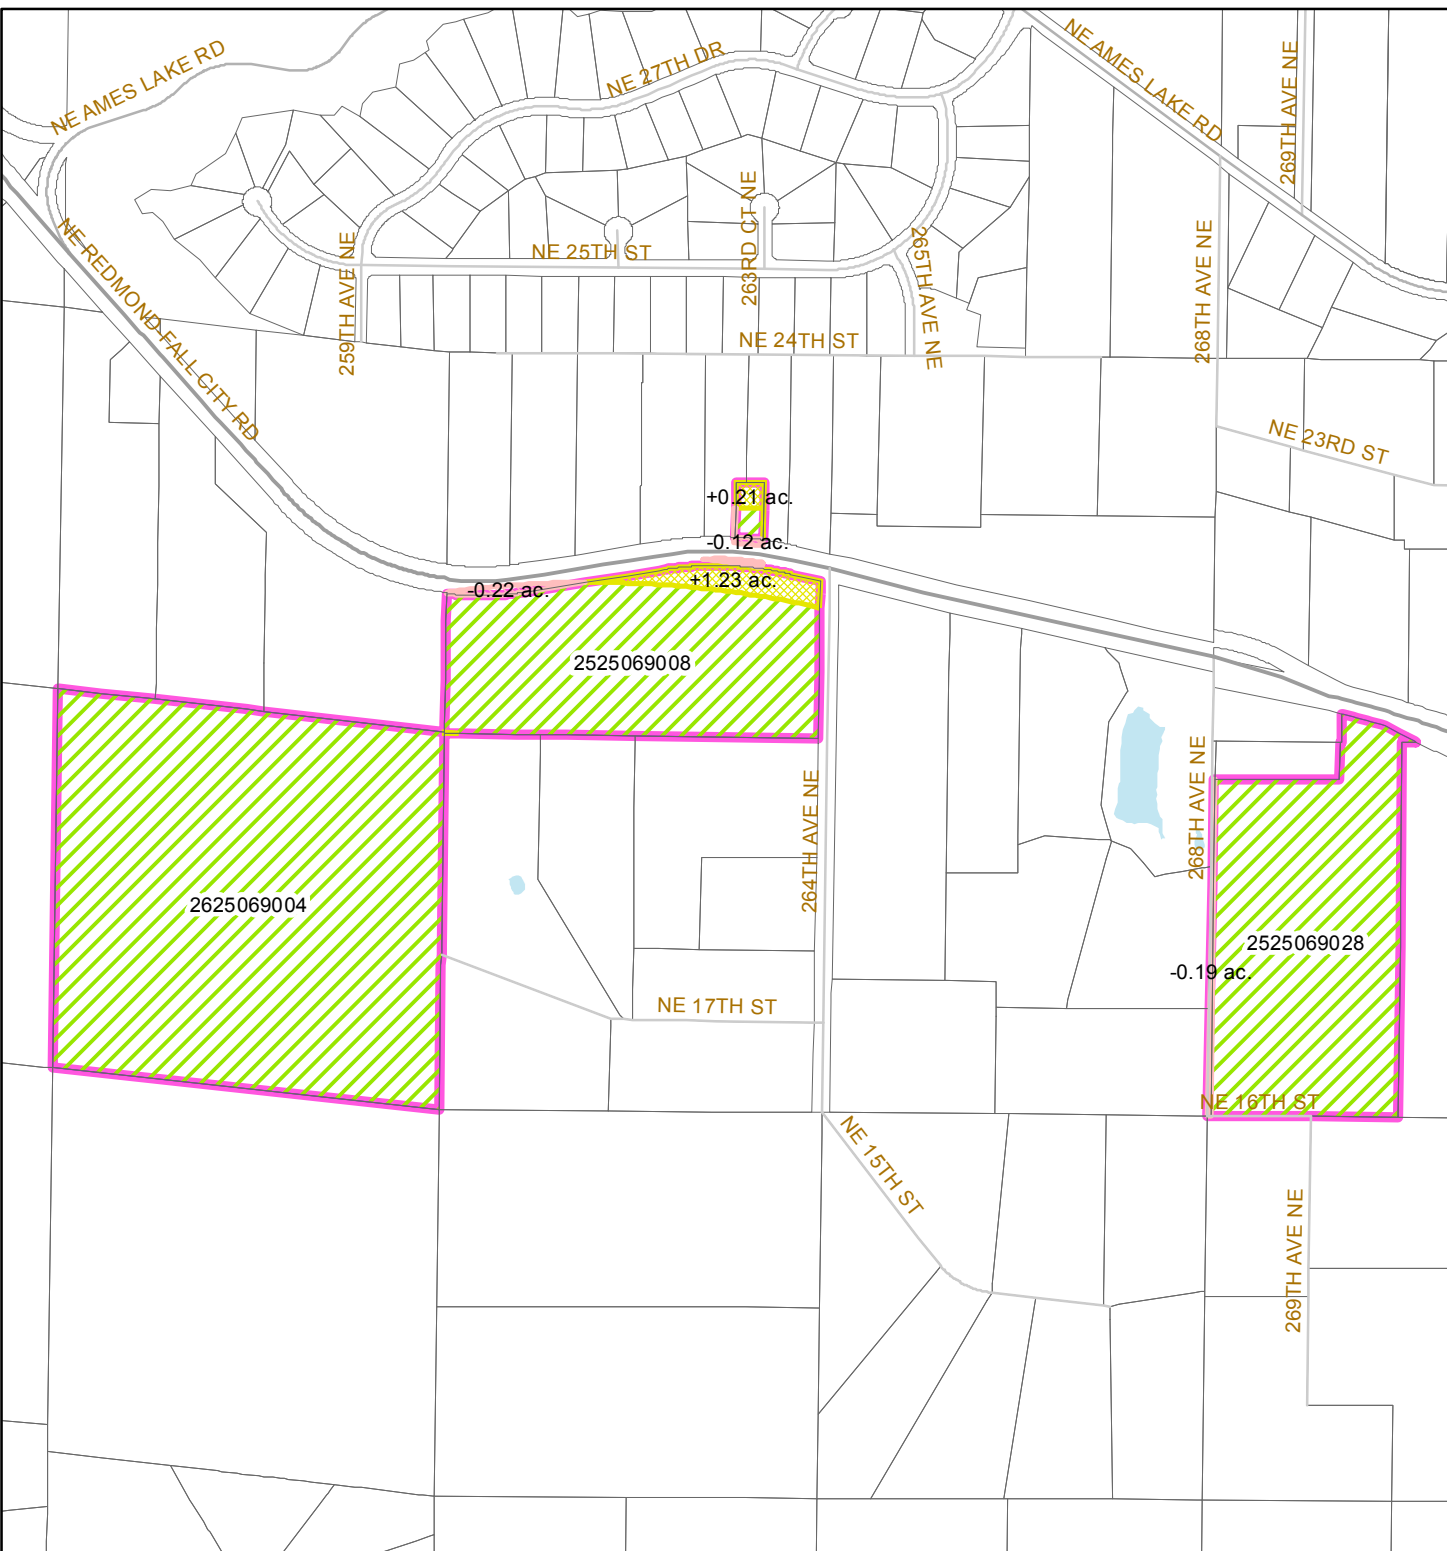 NE AMES LAKE RD
NE 27TH DR
NE AMES LAKE RD
269TH AVE NE
NE REDMOND FALL CITY RD
259TH AVE NE
NE 25TH ST
263RD CT NE
265TH AVE NE
268TH AVE NE
NE 24TH ST
NE 23RD ST
+0.21 ac.
-0.12 ac.
+1.23 ac.
-0.22 ac.
2525069008
264TH AVE NE
268TH AVE NE
2625069004
2525069028
-0.19 ac.
NE 17TH ST
NE 16TH ST
NE 15TH ST
269TH AVE NE